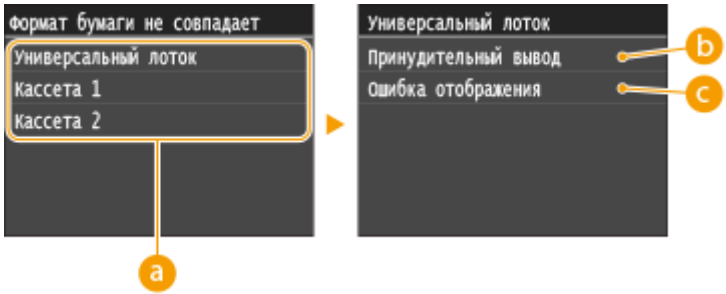 Формат бумаги не совпадает
Универсальный лоток
Кассета 1
Кассета 2
a
Универсальный лоток
Принудительный вывод
b
Ошибка отображения
c